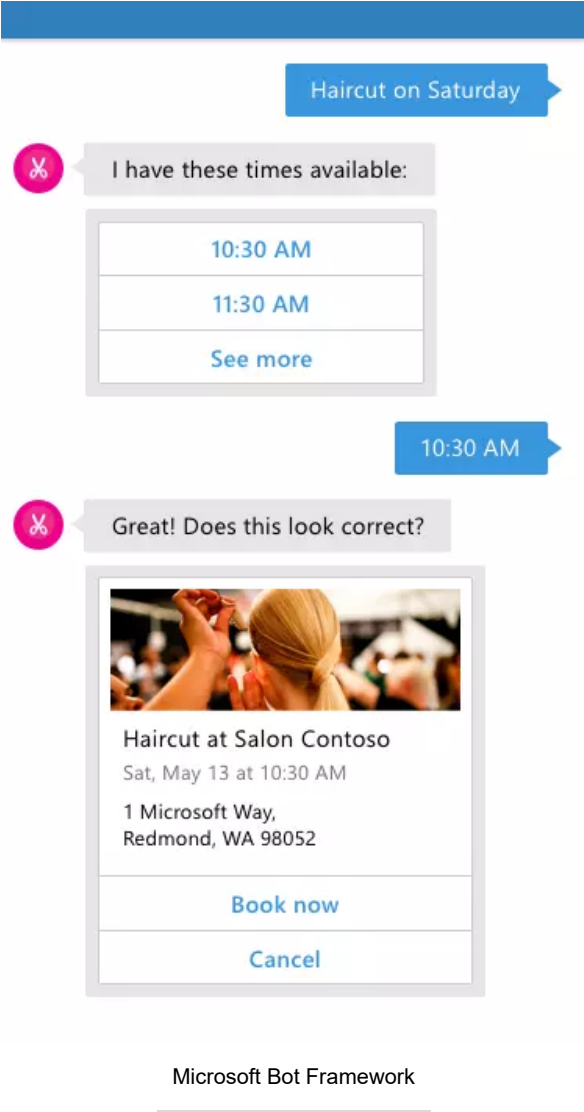 Haircut on Saturday
I have these times available:
10:30 AM
11:30 AM
See more
10:30 AM
Great! Does this look correct?
Haircut at Salon Contoso
Sat, May 13 at 10:30 AM
1 Microsoft Way,
Redmond, WA 98052
Book now
Cancel
Microsoft Bot Framework